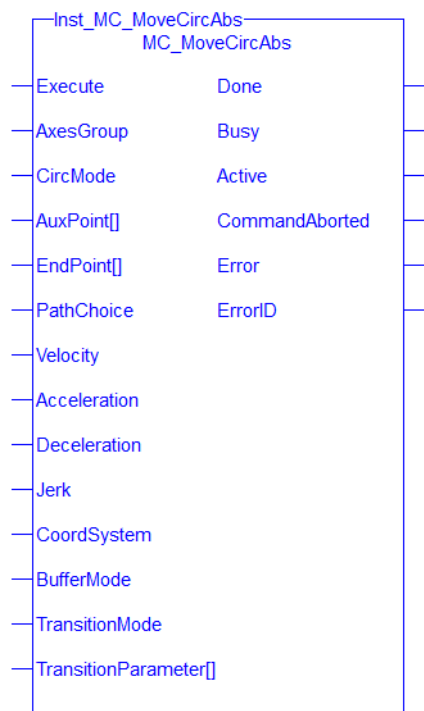 Inst_MC_MoveCircAbs
MC_MoveCircAbs
Execute Done
AxesGroup Busy
CircMode Active
AuxPoint[] CommandAborted
EndPoint[] Error
PathChoice ErrorID
Velocity
Acceleration
Deceleration
Jerk
CoordSystem
BufferMode
TransitionMode
TransitionParameter[]